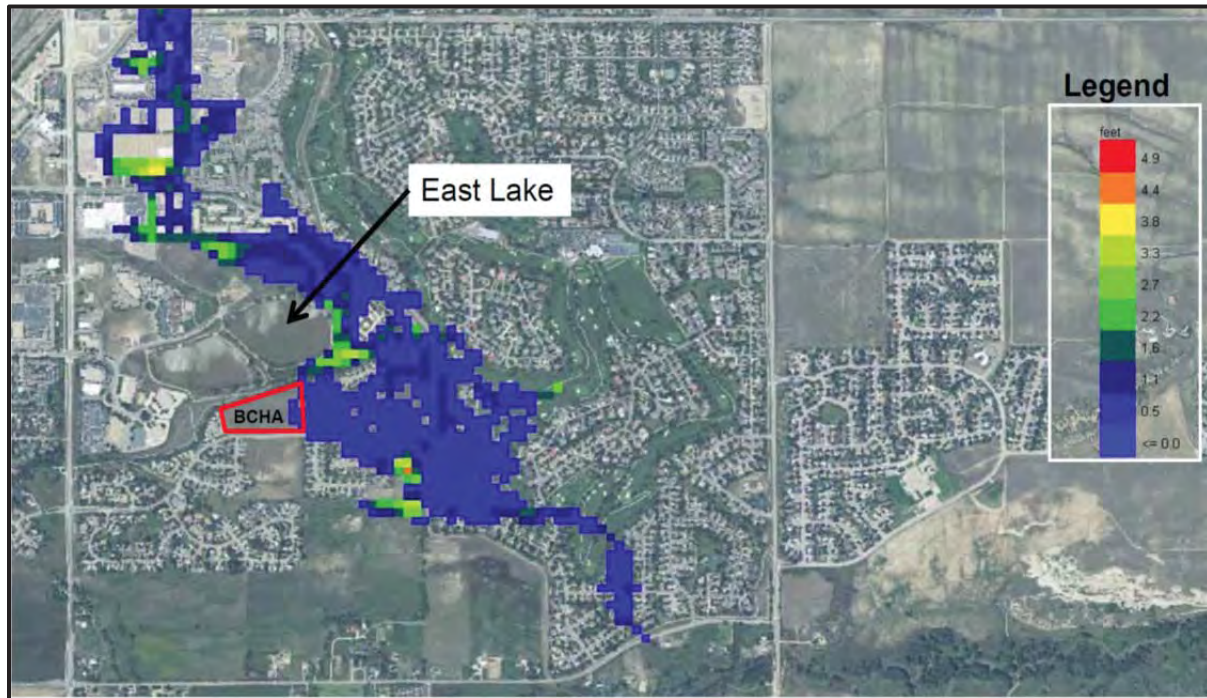 Legend
feet
4.9
4.4
3.8
3.3
2.7
2.2
1.6
1.1
0.5
<= 0.0
East Lake
BCHA